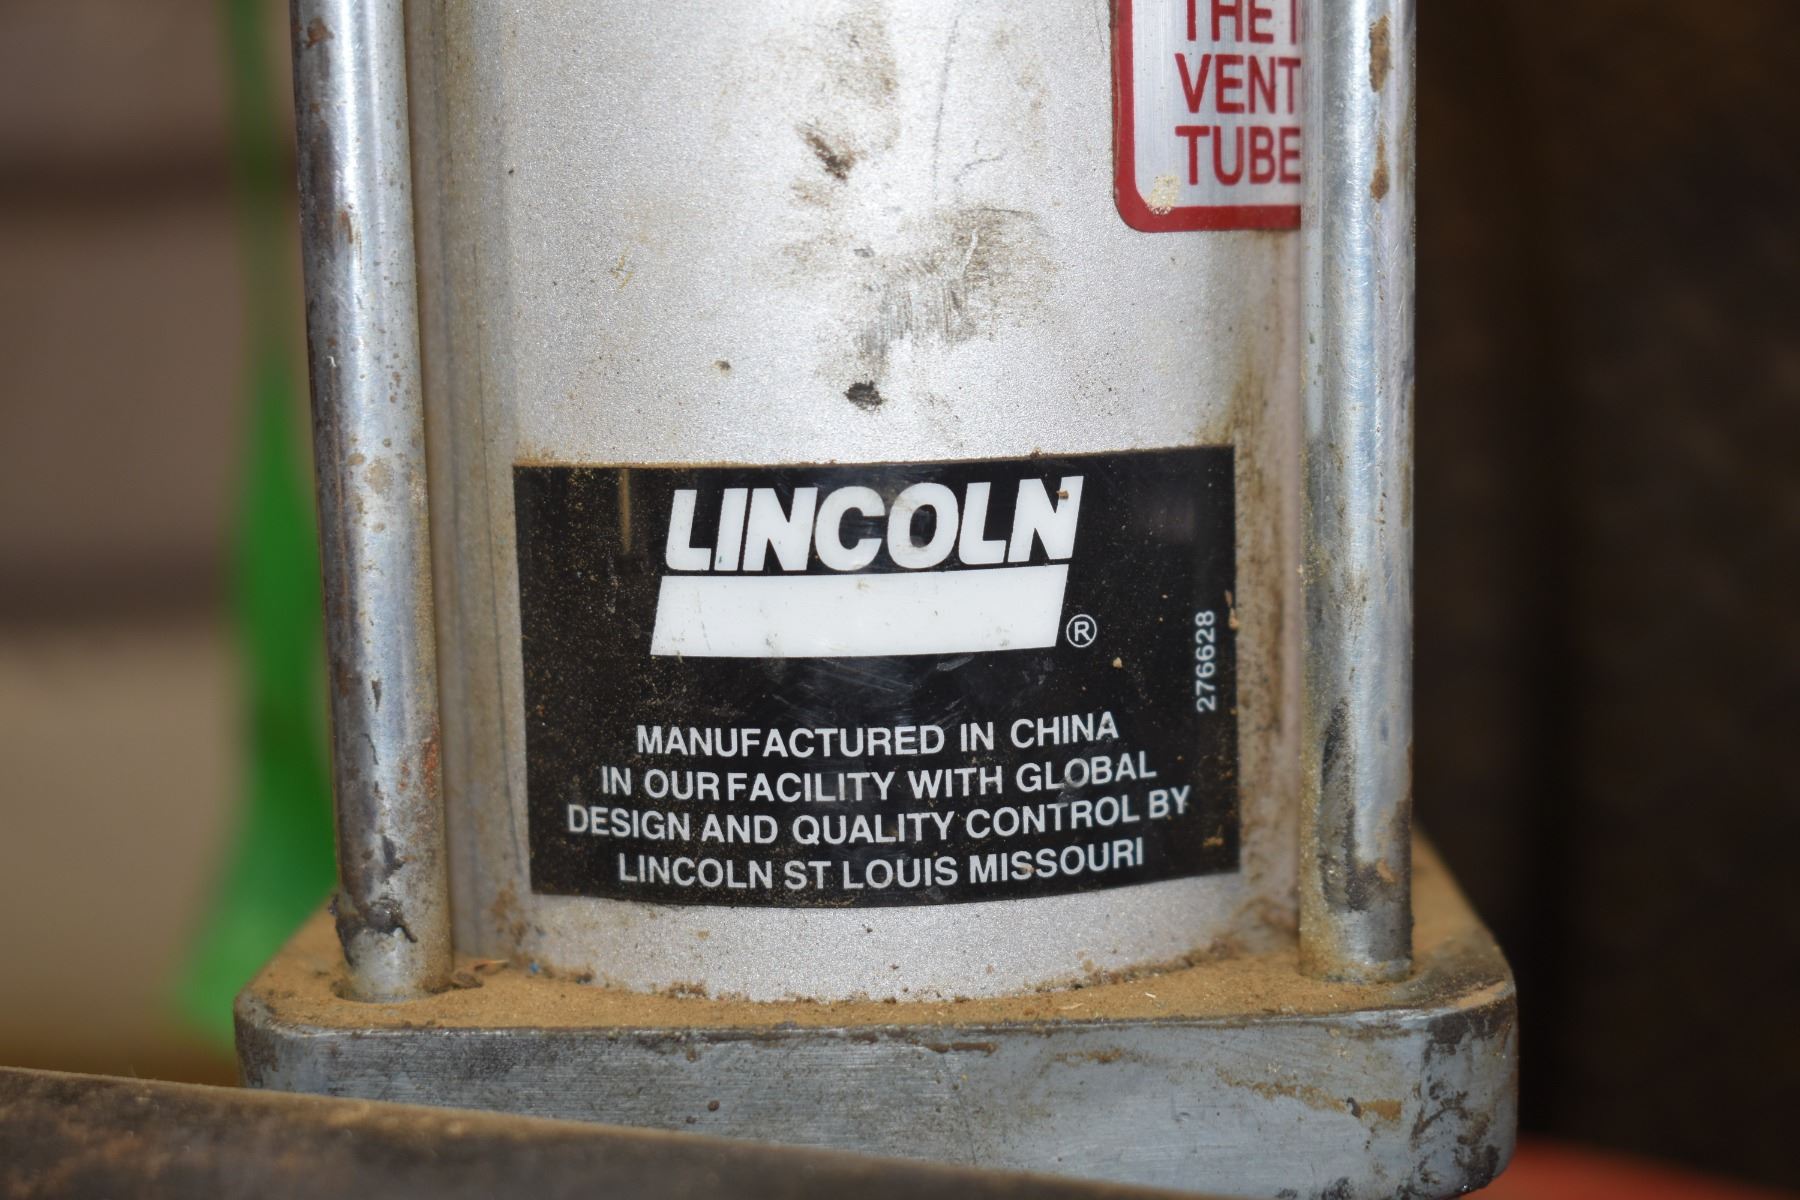 THE
VENT
TUBE
LINCOLN
®
276628
MANUFACTURED IN CHINA
IN OUR FACILITY WITH GLOBAL
DESIGN AND QUALITY CONTROL BY
LINCOLN ST LOUIS MISSOURI